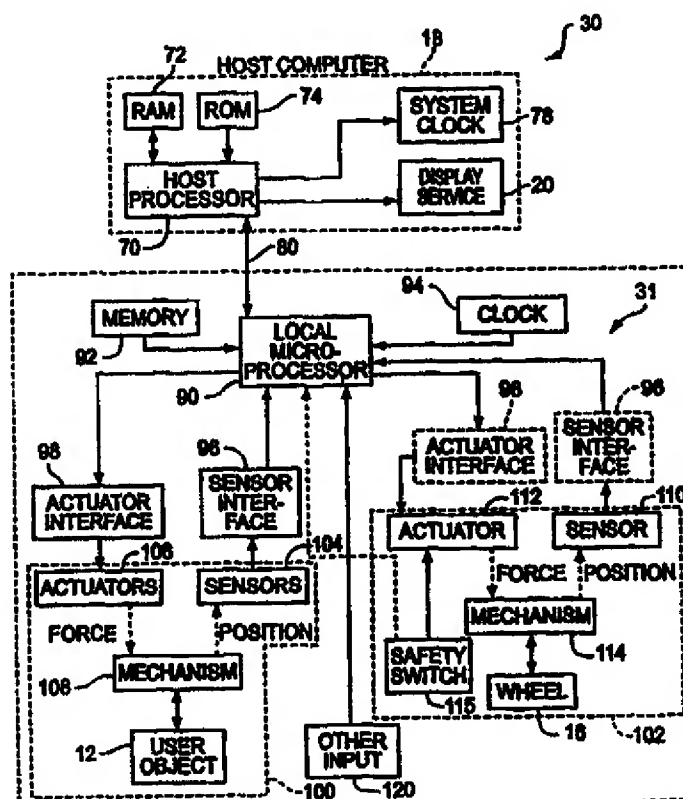 30
18
HOST COMPUTER
72
RAM
74
ROM
SYSTEM
CLOCK
78
HOST
PROCESSOR
70
DISPLAY
SERVICE
20
80
31
94
CLOCK
MEMORY
92
LOCAL
MICRO-
PROCESSOR
90
98
ACTUATOR
INTERFACE
96
SENSOR
INTER-
FACE
98
ACTUATOR
INTERFACE
96
SENSOR
INTER-
FACE
106
ACTUATORS
104
SENSORS
112
ACTUATOR
110
SENSOR
FORCE
POSITION
FORCE
POSITION
MECHANISM
108
MECHANISM
114
SAFETY
SWITCH
115
WHEEL
16
102
12
USER
OBJECT
100
OTHER
INPUT
120